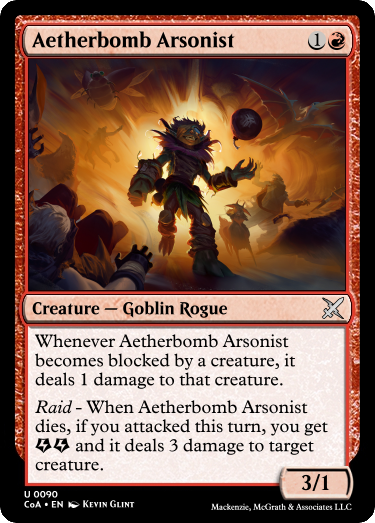 Aetherbomb Arsonist 1
Creature — Goblin Rogue
Whenever Aetherbomb Arsonist
becomes blocked by a creature, it
deals 1 damage to that creature.
Raid - When Aetherbomb Arsonist
dies, if you attacked this turn, you get
and it deals 3 damage to target
creature.
3/1
U 0090
CoA • EN Kevin Glint
Mackenzie, McGrath & Associates LLC